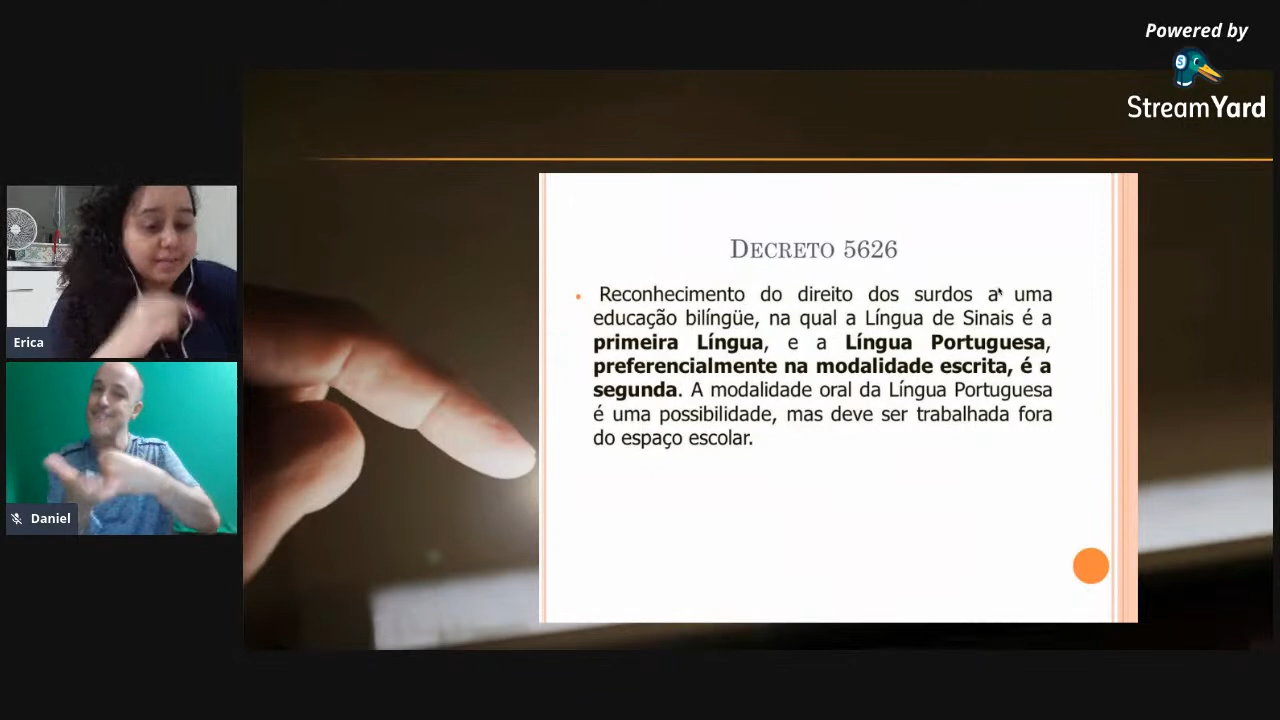 Powered by
StreamYard
Erica
Daniel
DECRETO 5626
• Reconhecimento do direito dos surdos a uma
educação bilíngüe, na qual a Língua de Sinais é a
primeira Língua, e a Língua Portuguesa,
preferencialmente na modalidade escrita, é a
segunda. A modalidade oral da Língua Portuguesa
é uma possibilidade, mas deve ser trabalhada fora
do espaço escolar.